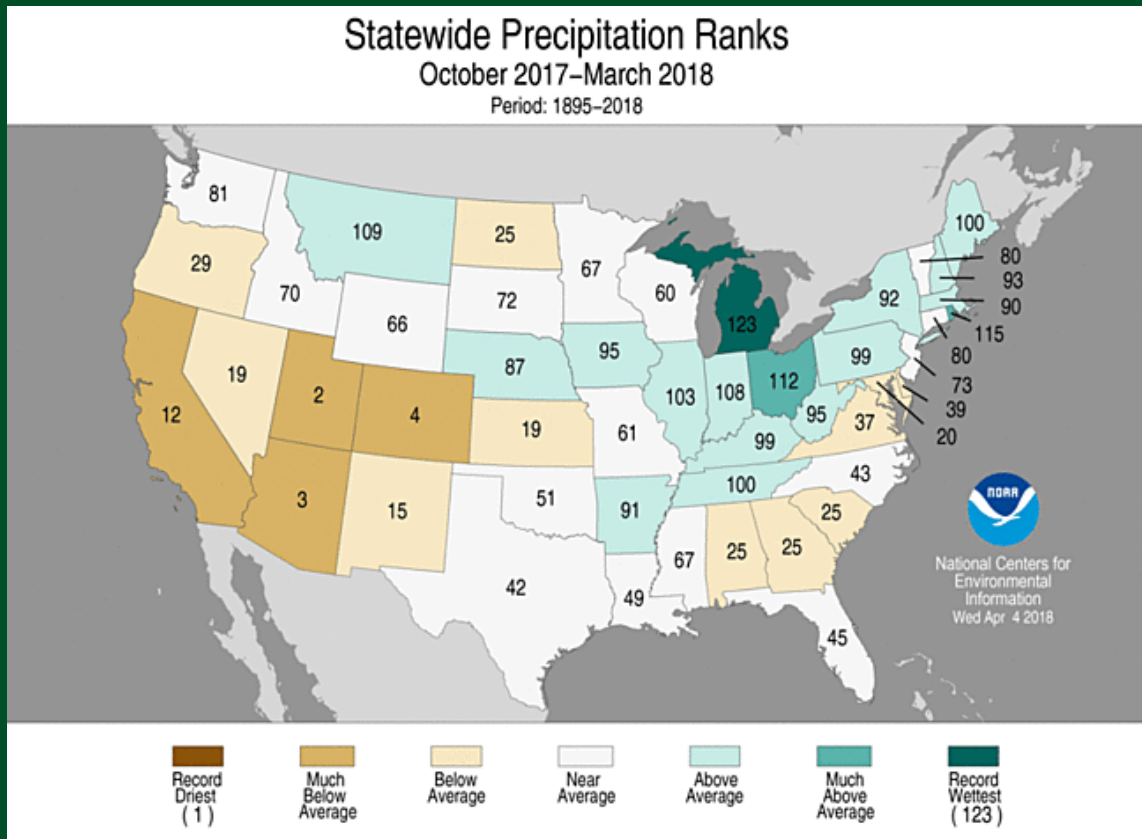 Statewide Precipitation Ranks
October 2017–March 2018
Period: 1895–2018
81
109
25
67
100
29
70
72
60
80
93
66
92
90
123
115
19
87
95
99
80
2
4
103
108
112
73
12
95
39
19
61
37
20
99
3
15
51
100
43
91
25
25
25
67
42
49
45
NOAA
National Centers for
Environmental
Information
Wed Apr 4 2018
Record
Driest
( 1 )
Much
Below
Average
Below
Average
Near
Average
Above
Average
Much
Above
Average
Record
Wettest
( 123 )